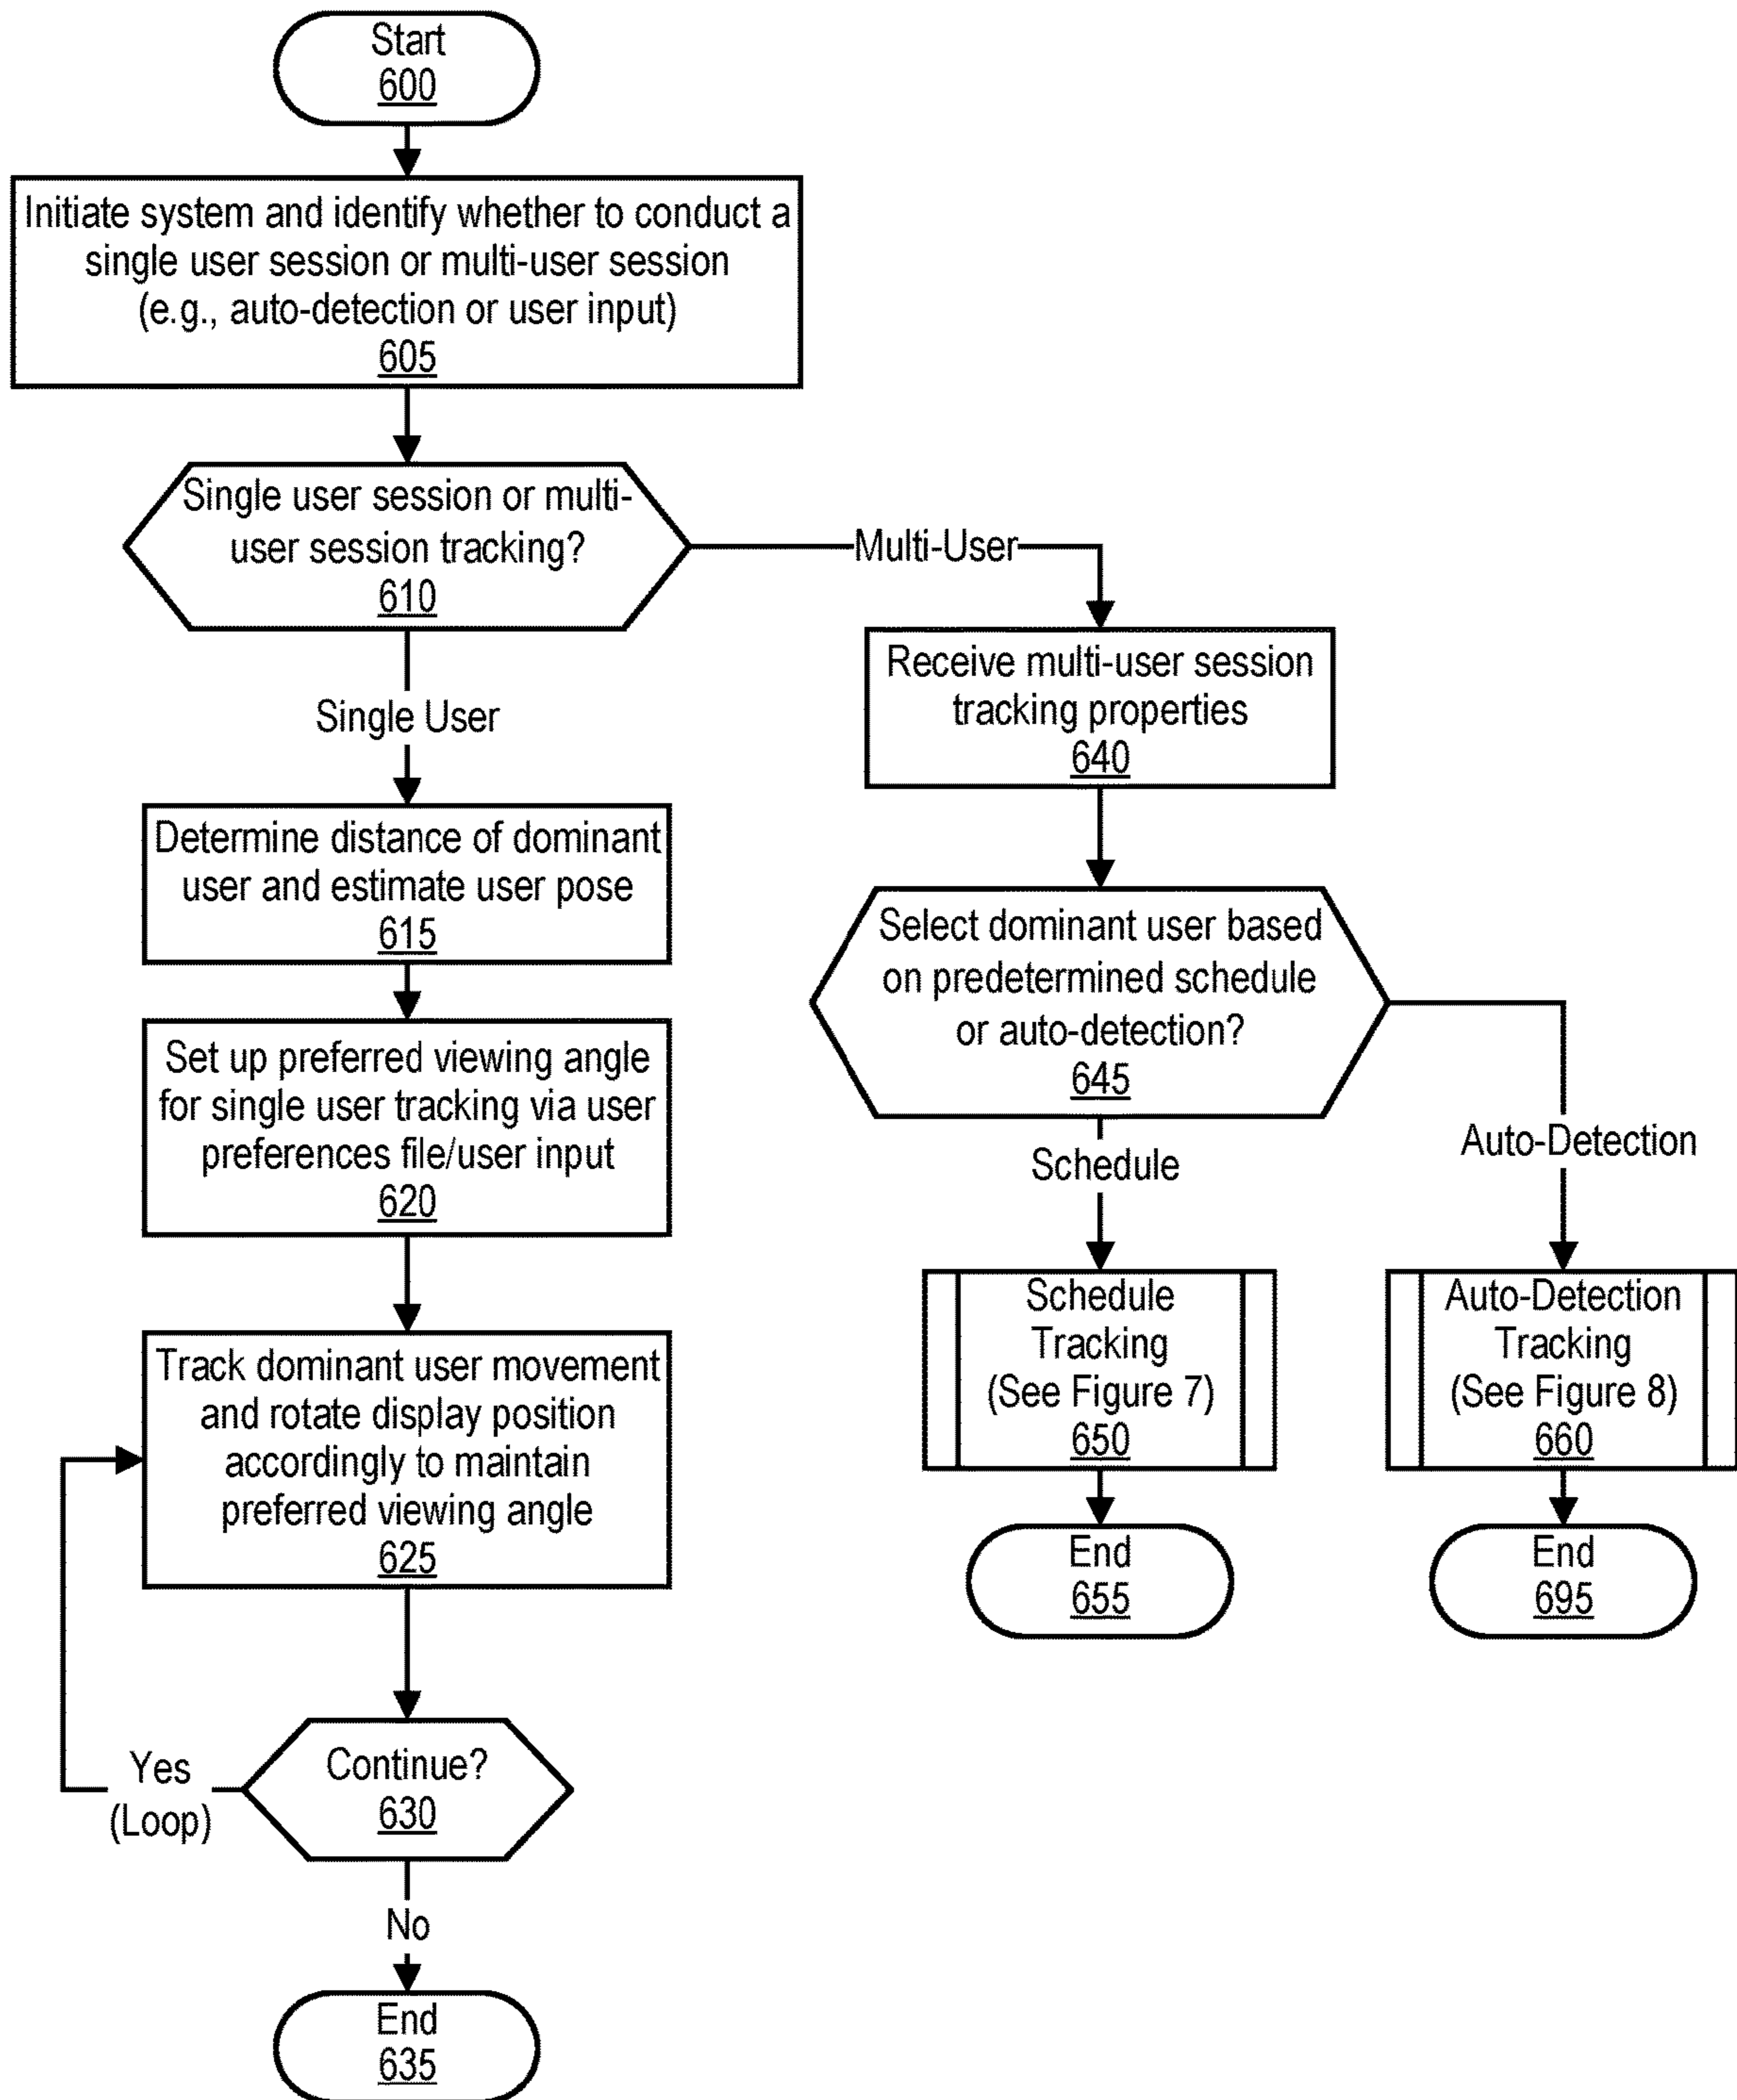 Start
600
Initiate system and identify whether to conduct a
single user session or multi-user session
(e.g., auto-detection or user input)
605
Single user session or multi-
user session tracking?
610
Single User
Determine distance of dominant
user and estimate user pose
615
Set up preferred viewing angle
for single user tracking via user
preferences file/user input
620
Track dominant user movement
and rotate display position
accordingly to maintain
preferred viewing angle
625
Continue?
630
Yes
(Loop)
No
End
635
Multi-User
Receive multi-user session
tracking properties
640
Select dominant user based
on predetermined schedule
or auto-detection?
645
Schedule
Schedule
Tracking
(See Figure 7)
650
End
655
Auto-Detection
Auto-Detection
Tracking
(See Figure 8)
660
End
695